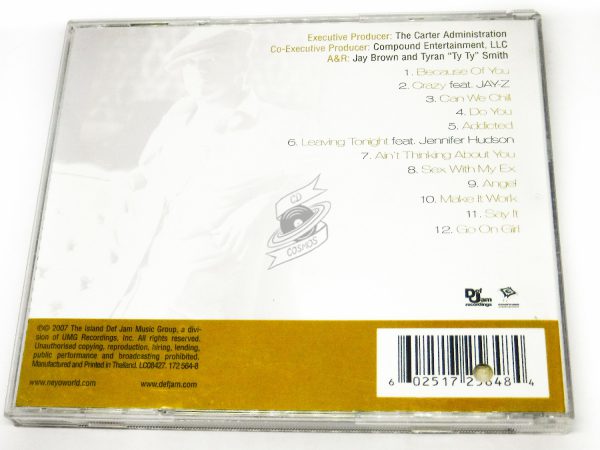 Executive Producer: The Carter Administration
Co-Executive Producer: Compound Entertainment, LLC
A&R: Jay Brown and Tyran "Ty Ty" Smith
1. Because Of You
2. Crazy feat. JAY-Z
3. Can We Chill
4. Do You
5. Addicted
6. Leaving Tonight feat. Jennifer Hudson
7. Ain't Thinking About You
8. Sex With My Ex
9. Angel
10. Make It Work
11. Say It
12. Go On Girl
CD
COSMOS
Def
Jam
recordings
℗© 2007 The Island Def Jam Music Group, a divi-
sion of UMG Recordings, Inc. All rights reserved.
Unauthorised copying, reproduction, hiring, lending,
public performance and broadcasting prohibited.
Manufactured and Printed in Thailand. LC08427. 172 564-8
www.neyoworld.com www.defjam.com
6 02517 25648 4